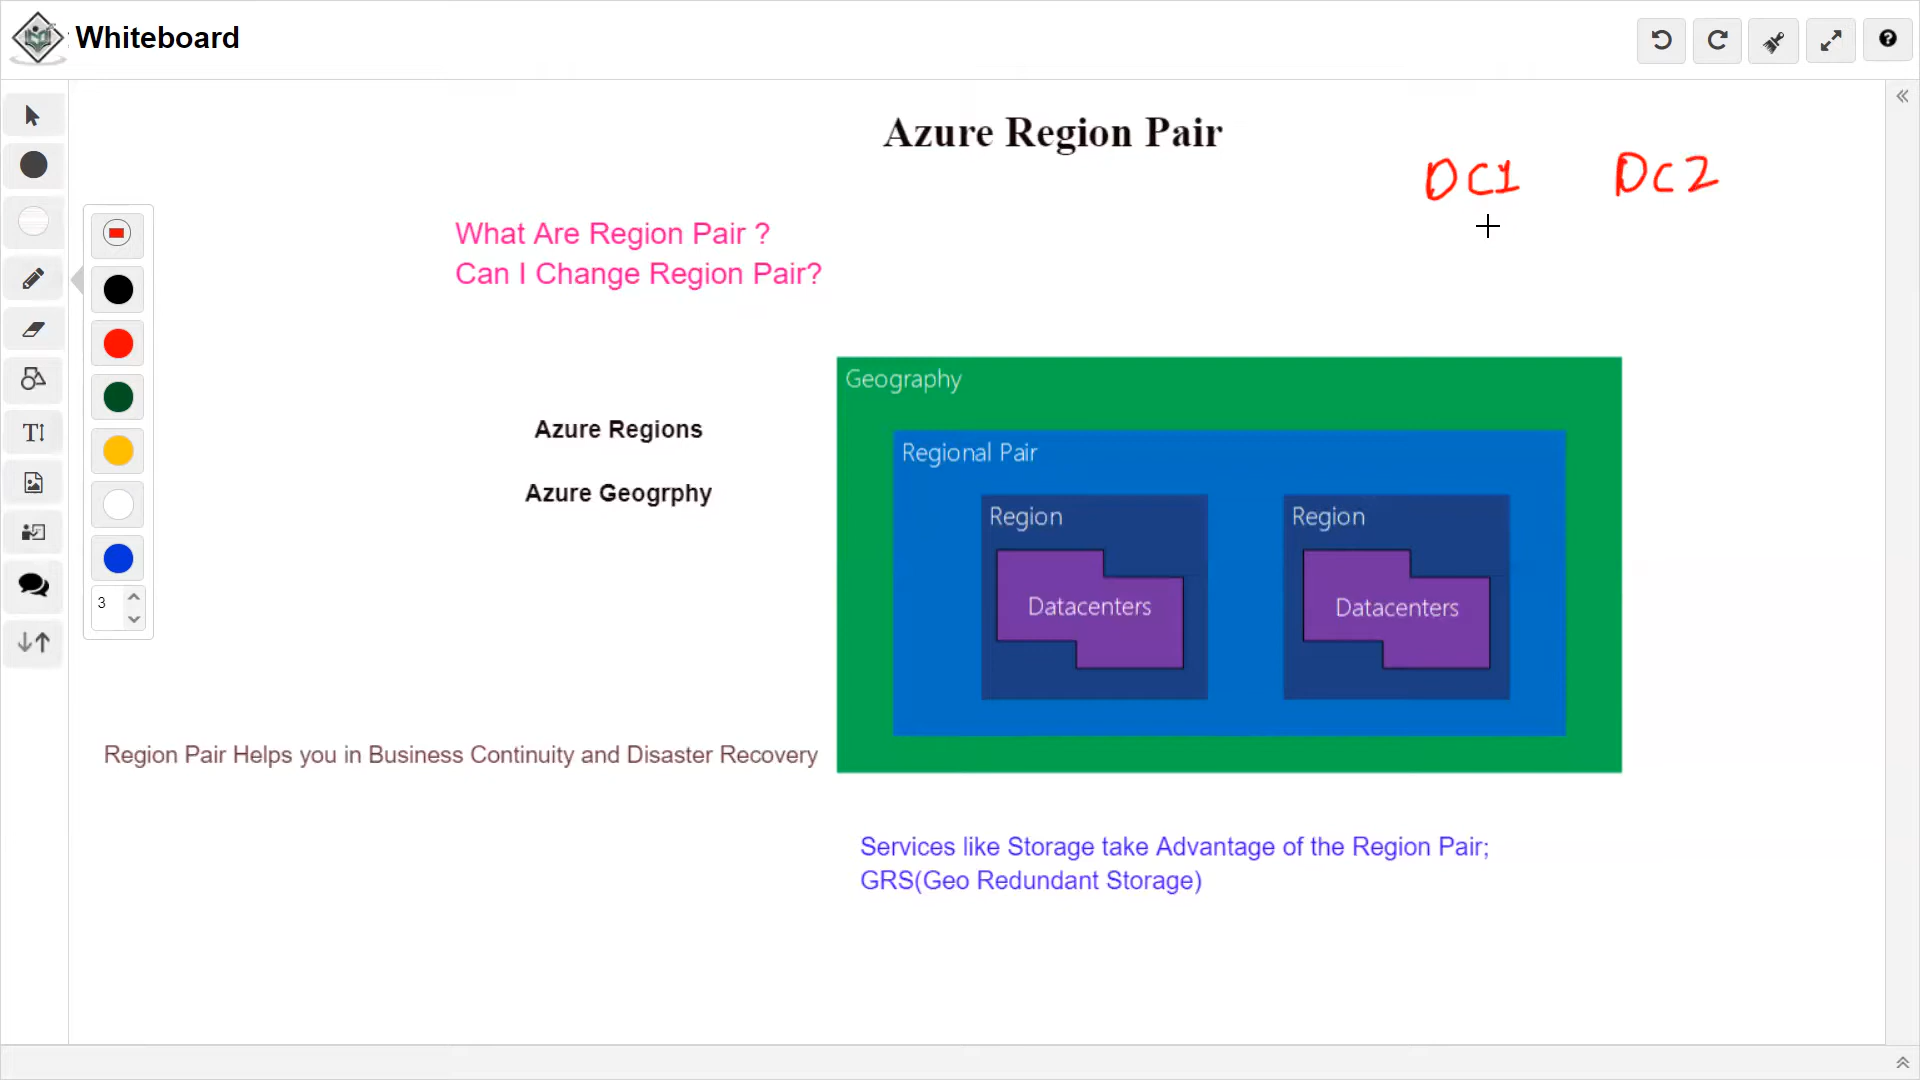 Whiteboard
Azure Region Pair
DC1 DC2
What Are Region Pair ?
Can I Change Region Pair?
Geography
Azure Regions
Regional Pair
Azure Geogrphy
Region Region
Datacenters Datacenters
3
Region Pair Helps you in Business Continuity and Disaster Recovery
Services like Storage take Advantage of the Region Pair;
GRS(Geo Redundant Storage)